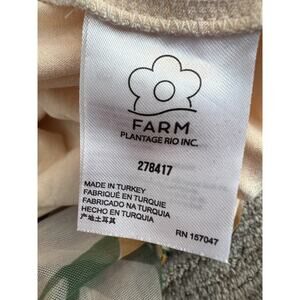 FARM
PLANTAGE RIO INC.
278417
MADE IN TURKEY
FABRIQUÉ EN TURQUIE
FABRICADO NA TURQUIA
HECHO EN TURQUIA
产地土耳其
RN 157047